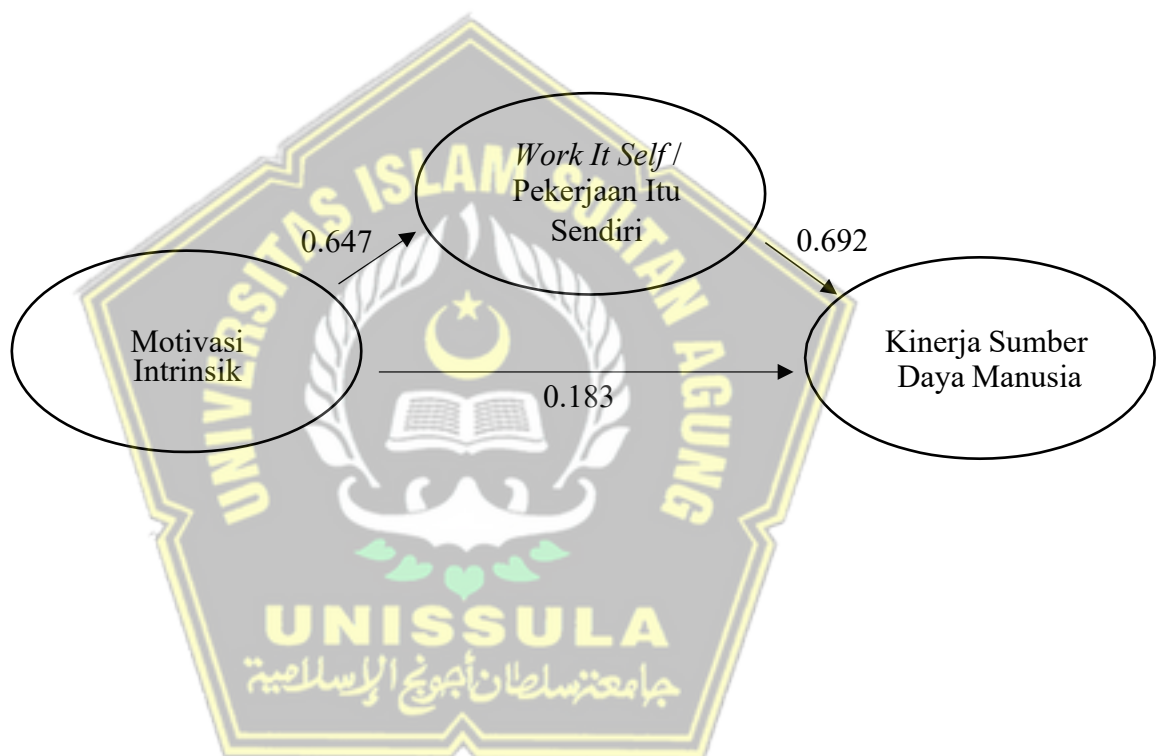 Work It Self /
Pekerjaan Itu
Sendiri
0.647
0.692
Motivasi
Intrinsik
Kinerja Sumber
Daya Manusia
0.183
UNIVERSITAS ISLAM SULTAN AGUNG
UNISSULA
جامعة سلطان أجونج الإسلامية